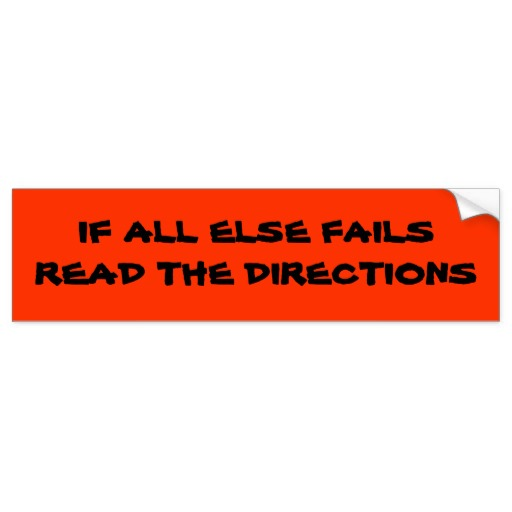 IF ALL ELSE FAILS
READ THE DIRECTIONS